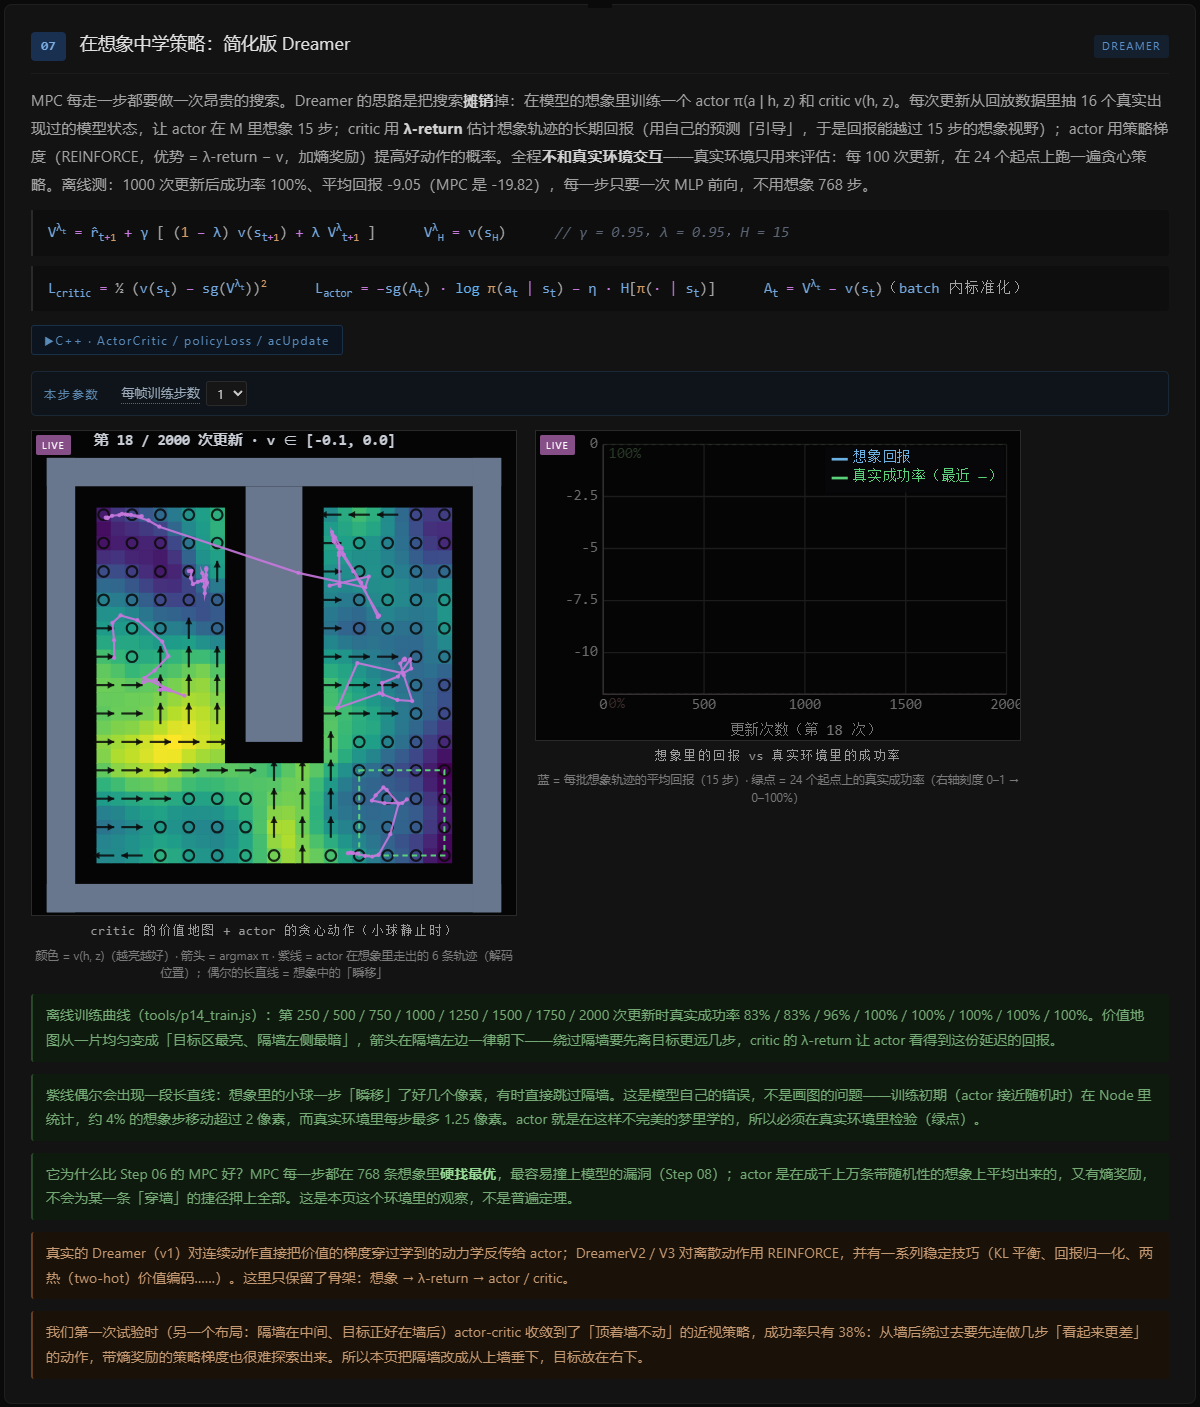 07 在想象中学策略：简化版 Dreamer DREAMER
MPC 每走一步都要做一次昂贵的搜索。Dreamer 的思路是把搜索摊销掉：在模型的想象里训练一个 actor π(a | h, z) 和 critic v(h, z)。每次更新从回放数据里抽 16 个真实出
现过的模型状态，让 actor 在 M 里想象 15 步；critic 用 λ-return 估计想象轨迹的长期回报（用自己的预测「引导」，于是回报能越过 15 步的想象视野）；actor 用策略梯
度（REINFORCE，优势 = λ-return − v，加熵奖励）提高好动作的概率。全程不和真实环境交互——真实环境只用来评估：每 100 次更新，在 24 个起点上跑一遍贪心策
略。离线测：1000 次更新后成功率 100%、平均回报 -9.05（MPC 是 -19.82），每一步只要一次 MLP 前向，不用想象 768 步。
V^λ_t = r̂_{t+1} + γ [ (1 − λ) v(s_{t+1}) + λ V^λ_{t+1} ] V^λ_H = v(s_H) // γ = 0.95, λ = 0.95, H = 15
L_critic = ½ (v(s_t) − sg(V^λ_t))² L_actor = −sg(A_t) · log π(a_t | s_t) − η · H[π(· | s_t)] A_t = V^λ_t − v(s_t)（batch 内标准化）
▶C++ · ActorCritic / policyLoss / acUpdate
本步参数 每帧训练步数 1
LIVE 第 18 / 2000 次更新 · v ∈ [-0.1, 0.0]
critic 的价值地图 + actor 的贪心动作（小球静止时）
颜色 = v(h, z)（越亮越好）· 箭头 = argmax π · 紫线 = actor 在想象里走出的 6 条轨迹（解码
位置）；偶尔的长直线 = 想象中的「瞬移」
LIVE
0
100%
想象回报
真实成功率（最近 —）
-2.5
-5
-7.5
-10
0 0% 500 1000 1500 2000
更新次数（第 18 次）
想象里的回报 vs 真实环境里的成功率
蓝 = 每批想象轨迹的平均回报（15 步）· 绿点 = 24 个起点上的真实成功率（右轴刻度 0–1 →
0–100%）
离线训练曲线（tools/p14_train.js）：第 250 / 500 / 750 / 1000 / 1250 / 1500 / 1750 / 2000 次更新时真实成功率 83% / 83% / 96% / 100% / 100% / 100% / 100% / 100%。价值地
图从一片均匀变成「目标区最亮、隔墙左侧最暗」，箭头在隔墙左边一律朝下——绕过隔墙要先离目标更远几步，critic 的 λ-return 让 actor 看得到这份延迟的回报。
紫线偶尔会出现一段长直线：想象里的小球一步「瞬移」了好几个像素，有时直接跳过隔墙。这是模型自己的错误，不是画图的问题——训练初期（actor 接近随机时）在 Node 里
统计，约 4% 的想象步移动超过 2 像素，而真实环境里每步最多 1.25 像素。actor 就是在这样不完美的梦里学的，所以必须在真实环境里检验（绿点）。
它为什么比 Step 06 的 MPC 好？MPC 每一步都在 768 条想象里硬找最优，最容易撞上模型的漏洞（Step 08）；actor 是在成千上万条带随机性的想象上平均出来的，又有熵奖励，
不会为某一条「穿墙」的捷径押上全部。这是本页这个环境里的观察，不是普遍定理。
真实的 Dreamer（v1）对连续动作直接把价值的梯度穿过学到的动力学反传给 actor；DreamerV2 / V3 对离散动作用 REINFORCE，并有一系列稳定技巧（KL 平衡、回报归一化、两
热（two-hot）价值编码……）。这里只保留了骨架：想象 → λ-return → actor / critic。
我们第一次试验时（另一个布局：隔墙在中间、目标正好在墙后）actor-critic 收敛到了「顶着墙不动」的近视策略，成功率只有 38%：从墙后绕过去要先连做几步「看起来更差」
的动作，带熵奖励的策略梯度也很难探索出来。所以本页把隔墙改成从上墙垂下，目标放在右下。